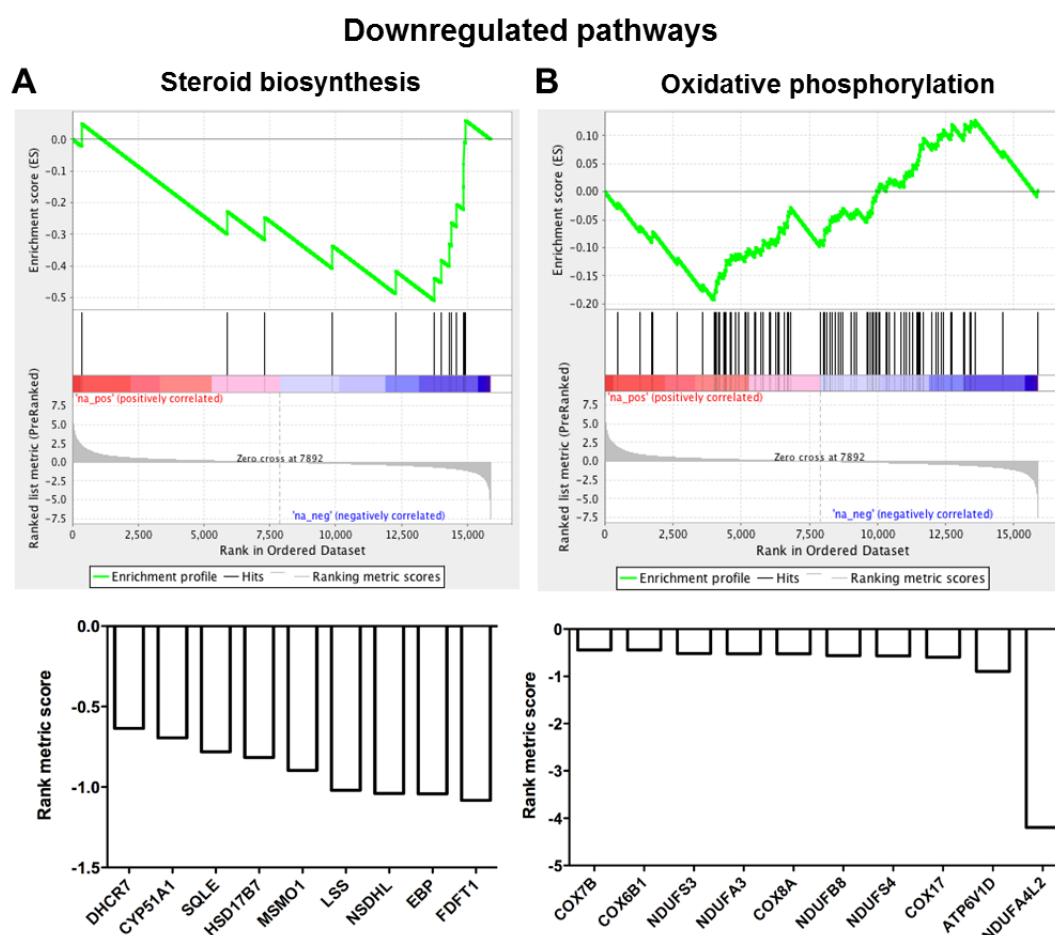 Downregulated pathways
A
Steroid biosynthesis
Enrichment score (ES)
0.0
-0.1
-0.2
-0.3
-0.4
-0.5
'na_pos' (positively correlated)
Ranked list metric (PreRanked)
7.5
5.0
2.5
0.0
-2.5
-5.0
-7.5
Zero cross at 7892
'na_neg' (negatively correlated)
0 2,500 5,000 7,500 10,000 12,500 15,000
Rank in Ordered Dataset
Enrichment profile Hits Ranking metric scores
Rank metric score
0.0
-0.5
-1.0
-1.5
DHCR7 CYP51A1 SQLE HSD17B7 MSMO1 LSS NSDHL EBP FDFT1
B
Oxidative phosphorylation
Enrichment score (ES)
0.10
0.05
0.00
-0.05
-0.10
-0.15
-0.20
'na_pos' (positively correlated)
Ranked list metric (PreRanked)
7.5
5.0
2.5
0.0
-2.5
-5.0
-7.5
Zero cross at 7892
'na_neg' (negatively correlated)
0 2,500 5,000 7,500 10,000 12,500 15,000
Rank in Ordered Dataset
Enrichment profile Hits Ranking metric scores
Rank metric score
0
-1
-2
-3
-4
-5
COX7B COX6B1 NDUFS3 NDUFA3 COX8A NDUFB8 NDUFS4 COX17 ATP6V1D NDUFA4L2